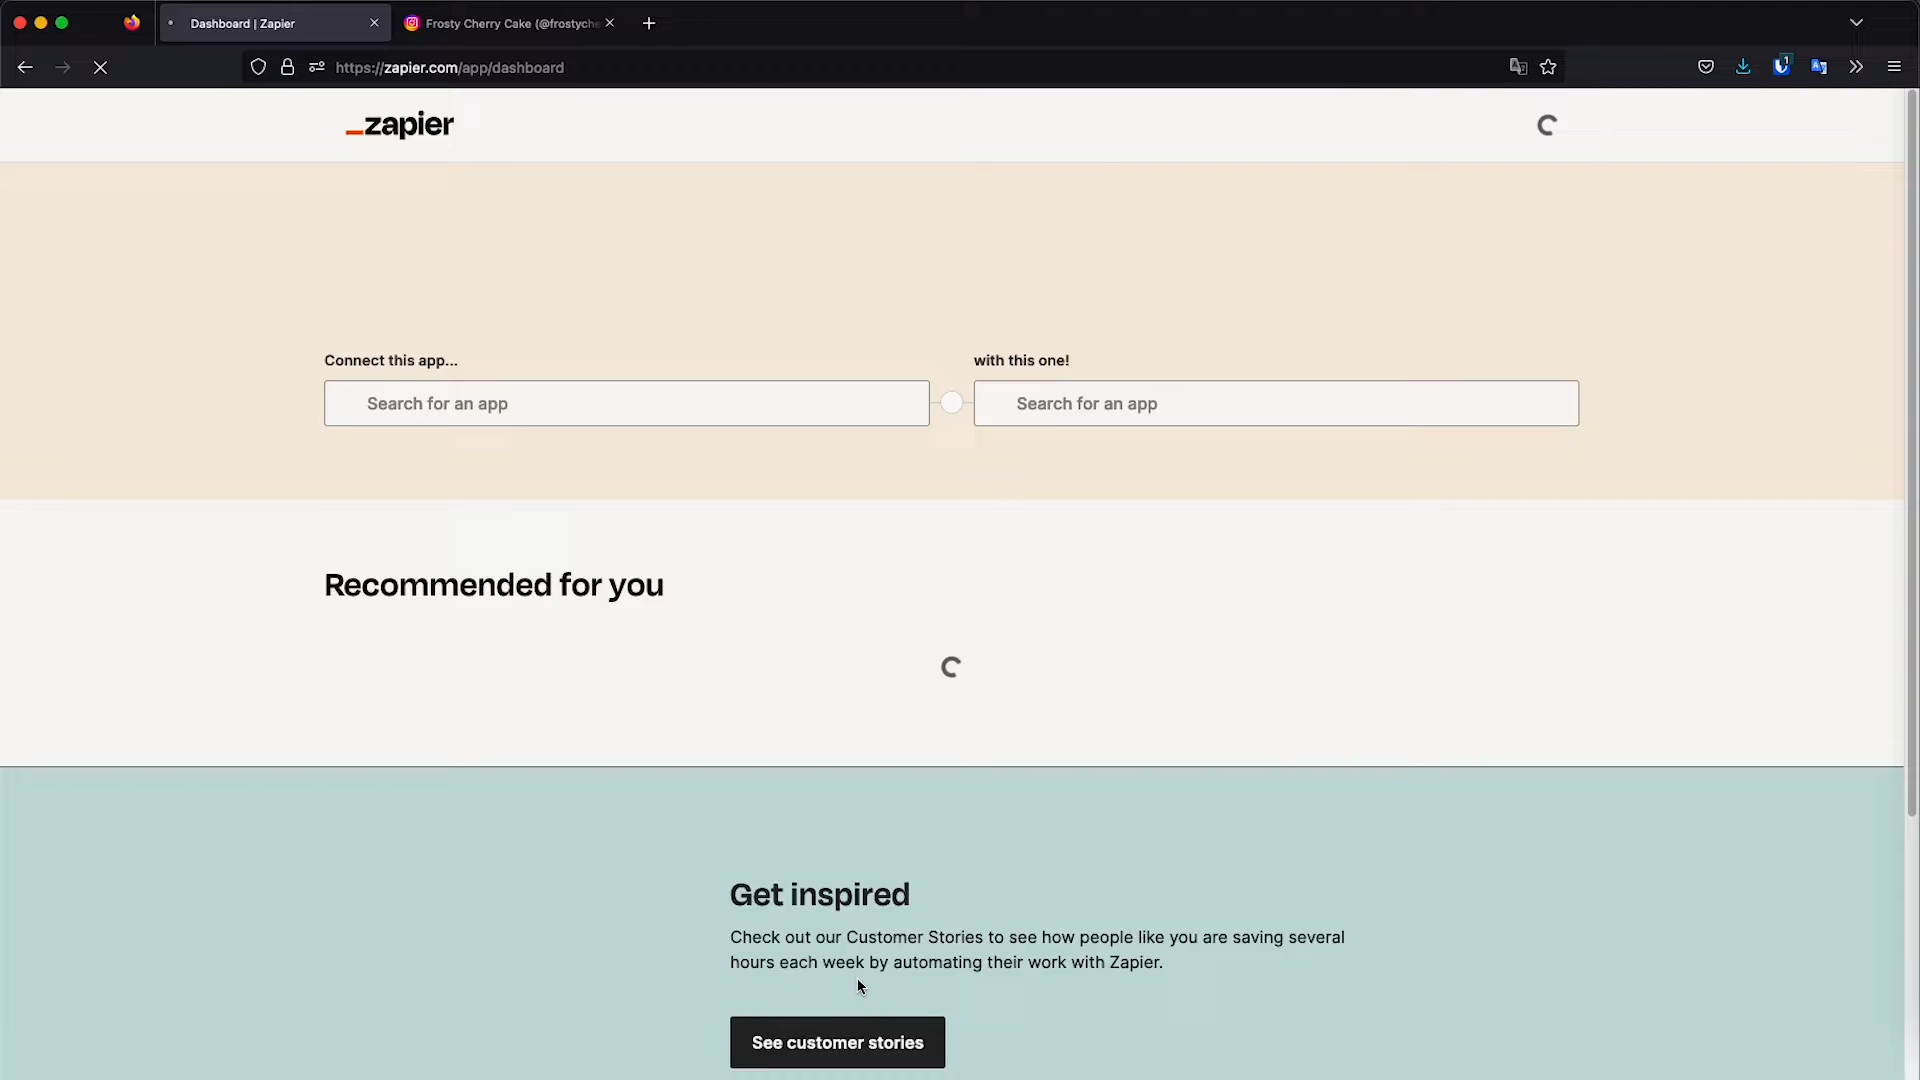 Dashboard | Zapier
Frosty Cherry Cake (@frostyche
https://zapier.com/app/dashboard
1
_zapier
Connect this app...
with this one!
Search for an app
Search for an app
Recommended for you
Get inspired
Check out our Customer Stories to see how people like you are saving several
hours each week by automating their work with Zapier.
See customer stories